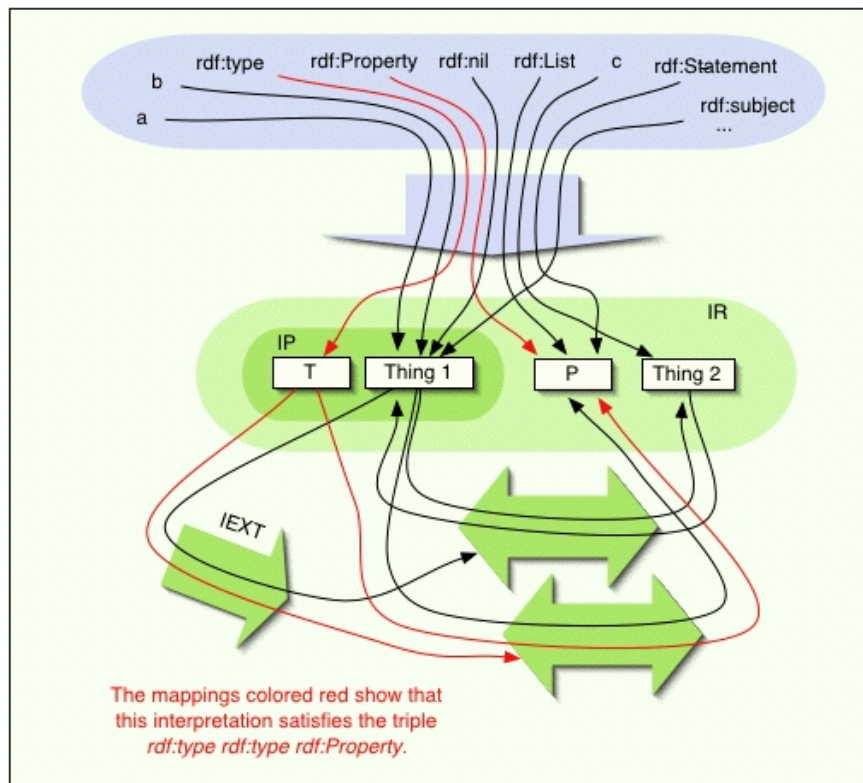 rdf:type rdf:Property rdf:nil rdf:List c rdf:Statement
b
rdf:subject
a
...
IR
IP
T Thing 1 P Thing 2
IEXT
The mappings colored red show that
this interpretation satisfies the triple
rdf:type rdf:type rdf:Property.